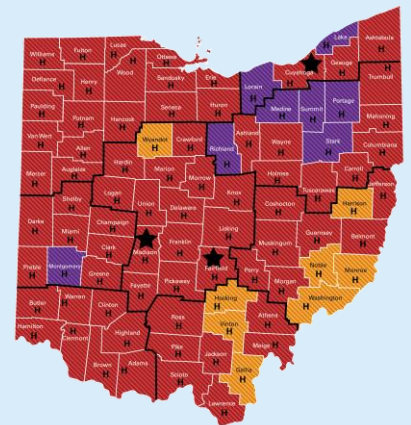 Lake
Ashtabula
Williams
Fulton
Lucas
Ottawa
Wood
Cuyahoga
Geauga
Trumbull
Defiance
Henry
Sandusky
Erie
Lorain
Medina
Summit
Portage
Paulding
Seneca
Huron
Mahoning
Putnam
Hancock
Van Wert
Wyandot
Crawford
Richland
Ashland
Wayne
Stark
Columbiana
Allen
Hardin
Mercer
Auglaize
Marion
Morrow
Holmes
Carroll
Tuscarawas
Jefferson
Shelby
Logan
Union
Knox
Coshocton
Harrison
Darke
Champaign
Delaware
Licking
Guernsey
Belmont
Miami
Clark
Madison
Franklin
Fairfield
Muskingum
Noble
Monroe
Preble
Montgomery
Greene
Fayette
Pickaway
Perry
Morgan
Washington
Butler
Warren
Clinton
Ross
Hocking
Athens
Hamilton
Clermont
Highland
Vinton
Meigs
Pike
Jackson
Brown
Adams
Scioto
Gallia
Lawrence
H